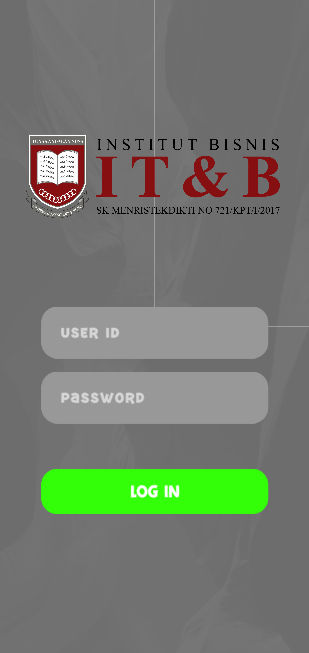 INSTITUT BISNIS
IT&B
SK MENRISTEKDIKTI NO 721/KPT/I/2017
USER ID
PASSWORD
LOG IN